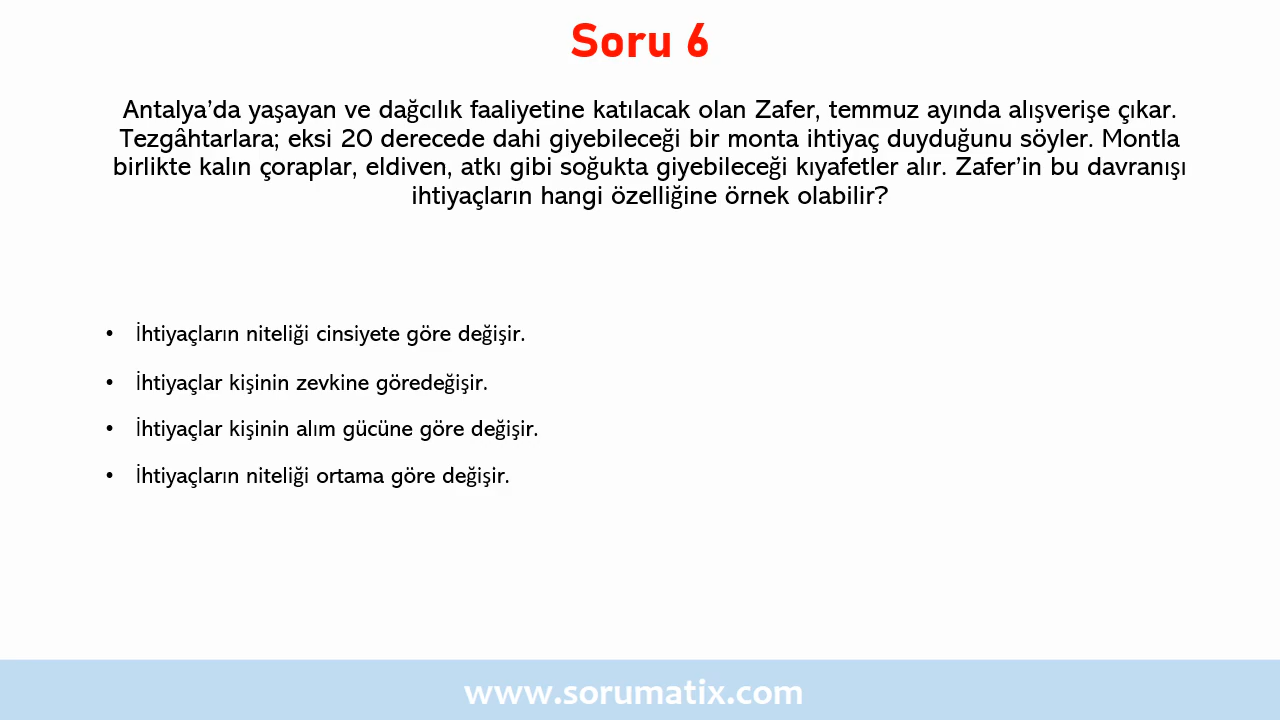 Soru 6
Antalya’da yaşayan ve dağcılık faaliyetine katılacak olan Zafer, temmuz ayında alışverişe çıkar.
Tezgâhtarlara; eksi 20 derecede dahi giyebileceği bir monta ihtiyaç duyduğunu söyler. Montla
birlikte kalın çoraplar, eldiven, atkı gibi soğukta giyebileceği kıyafetler alır. Zafer’in bu davranışı
ihtiyaçların hangi özelliğine örnek olabilir?
• İhtiyaçların niteliği cinsiyete göre değişir.
• İhtiyaçlar kişinin zevkine göredeğişir.
• İhtiyaçlar kişinin alım gücüne göre değişir.
• İhtiyaçların niteliği ortama göre değişir.
www.sorumatix.com